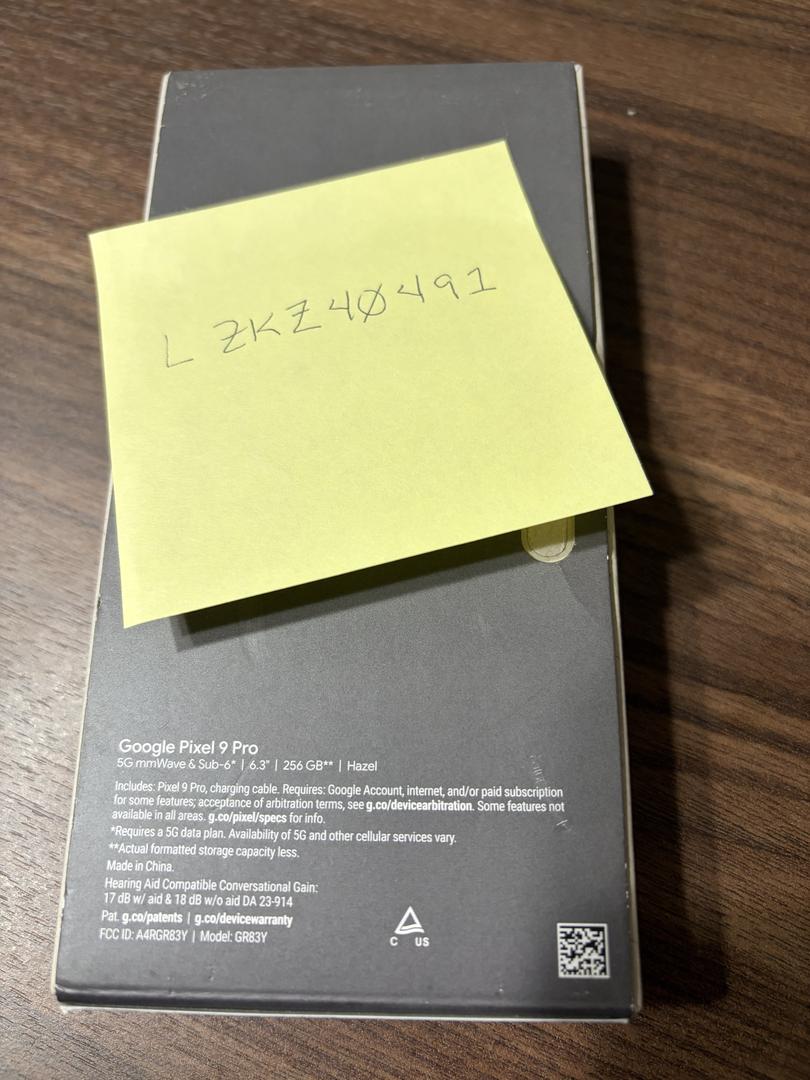 L ZKZ4Ø491
Google Pixel 9 Pro
5G mmWave & Sub-6* | 6.3" | 256 GB** | Hazel
Includes: Pixel 9 Pro, charging cable. Requires: Google Account, internet, and/or paid subscription
for some features; acceptance of arbitration terms, see g.co/devicearbitration. Some features not
available in all areas. g.co/pixel/specs for info.
*Requires a 5G data plan. Availability of 5G and other cellular services vary.
**Actual formatted storage capacity less.
Made in China.
Hearing Aid Compatible Conversational Gain:
17 dB w/ aid & 18 dB w/o aid DA 23-914
Pat. g.co/patents | g.co/devicewarranty
FCC ID: A4RGR83Y | Model: GR83Y
C US